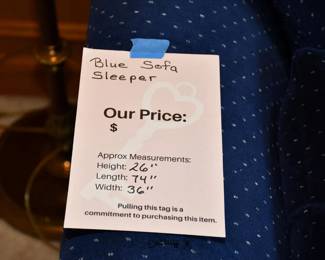 Blue Sofa
Sleeper
Our Price:
$
Approx Measurements:
Height: 26"
Length: 74"
Width: 36"
Pulling this tag is a
commitment to purchasing this item.